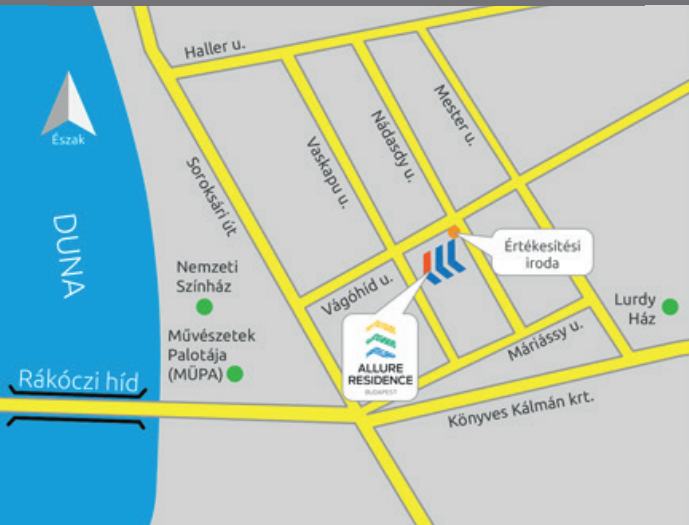 Haller u.
Észak
Mester u.
Nádasdy u.
Vaskapu u.
Soroksári út
DUNA
Értékesítési
iroda
Nemzeti
Színház
Vágóhíd u.
Lurdy
Ház
Művészetek
Palotája
(MÜPA)
Máriássy u.
ALLURE
RESIDENCE
BUDAPEST
Rákóczi híd
Könyves Kálmán krt.